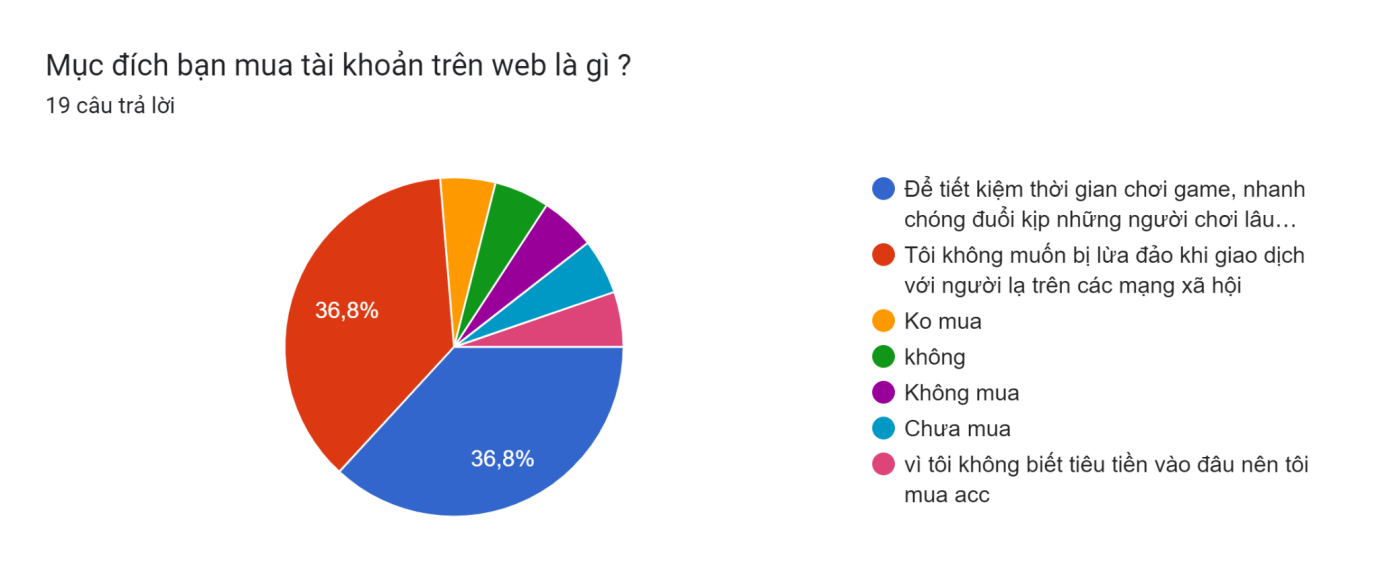 Mục đích bạn mua tài khoản trên web là gì ?
19 câu trả lời
36,8%
36,8%
Để tiết kiệm thời gian chơi game, nhanh
chóng đuổi kịp những người chơi lâu…
Tôi không muốn bị lừa đảo khi giao dịch
với người lạ trên các mạng xã hội
Ko mua
không
Không mua
Chưa mua
vì tôi không biết tiêu tiền vào đâu nên tôi
mua acc